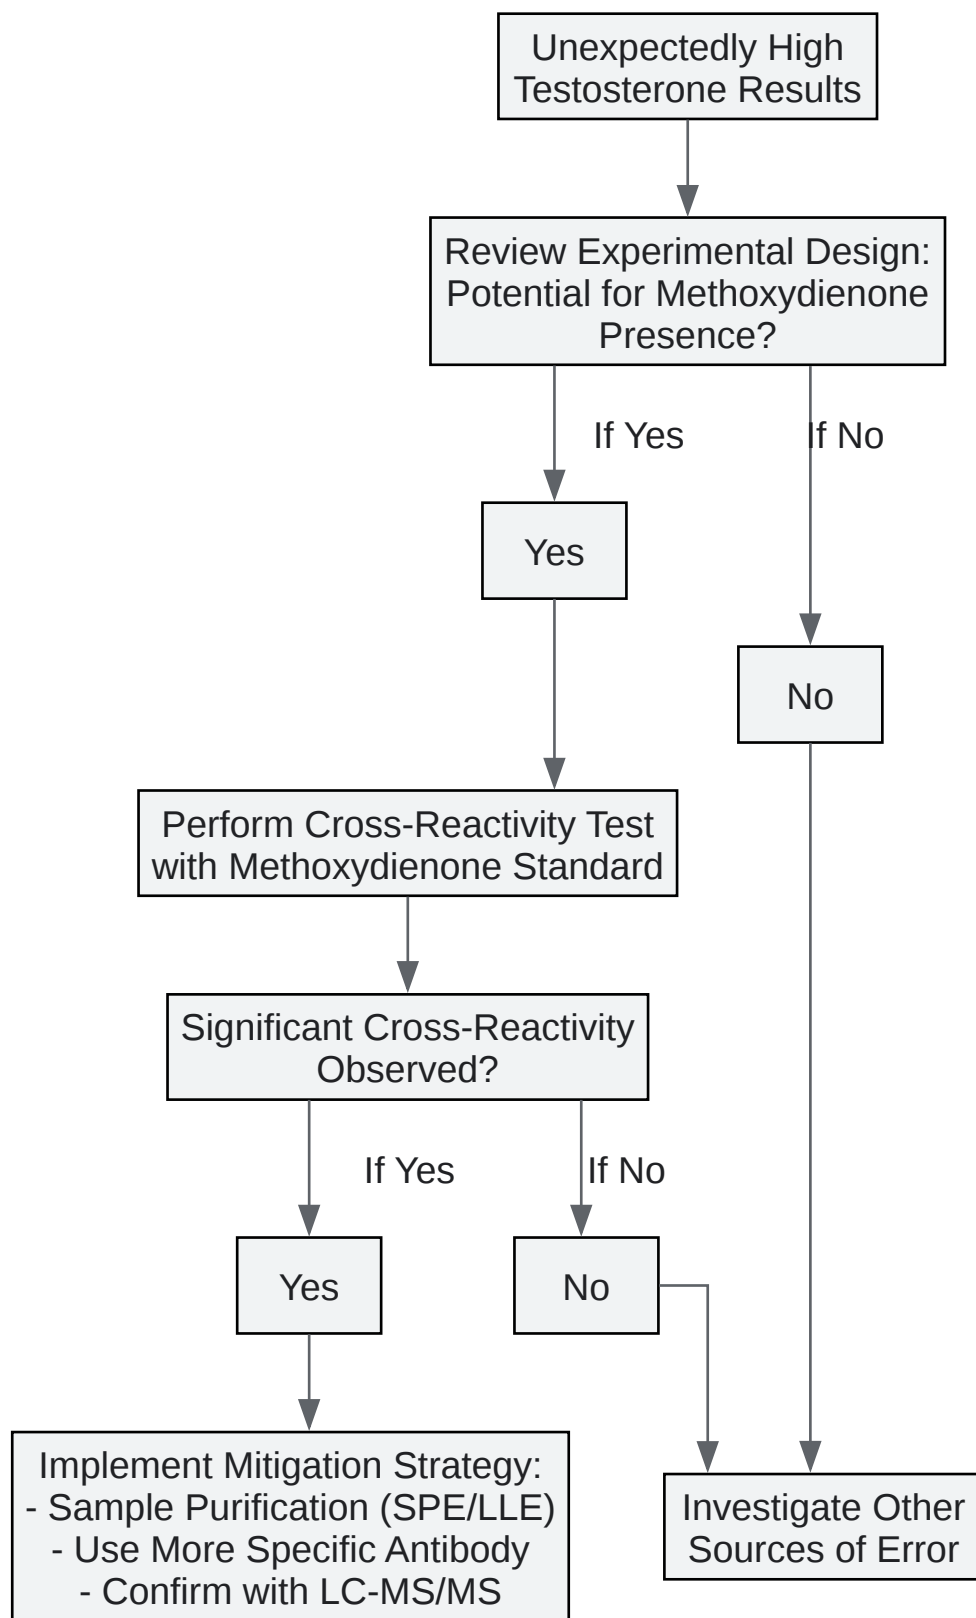 Unexpectedly High
Testosterone Results
Review Experimental Design:
Potential for Methoxydienone
Presence?
If Yes
If No
Yes
No
Perform Cross-Reactivity Test
with Methoxydienone Standard
Significant Cross-Reactivity
Observed?
If Yes
If No
Yes
No
Implement Mitigation Strategy:
- Sample Purification (SPE/LLE)
- Use More Specific Antibody
- Confirm with LC-MS/MS
Investigate Other
Sources of Error